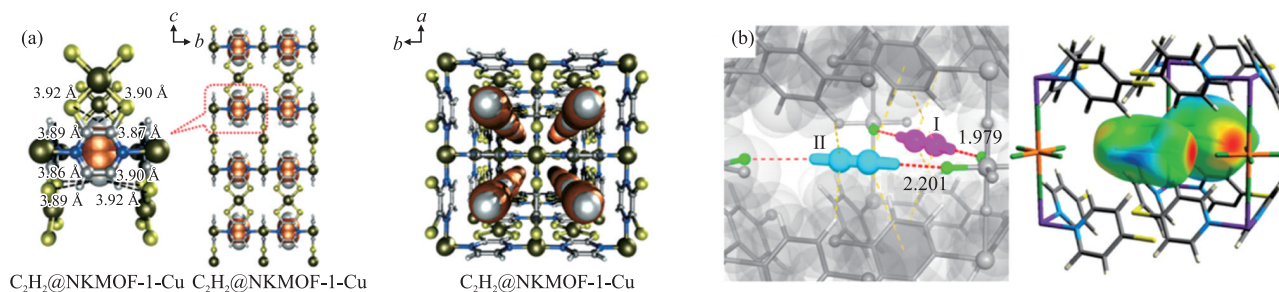 (a)
c
b
3.92 Å
3.90 Å
3.89 Å
3.87 Å
3.86 Å
3.90 Å
3.89 Å
3.92 Å
C₂H₂@NKMOF-1-Cu
C₂H₂@NKMOF-1-Cu
a
b
C₂H₂@NKMOF-1-Cu
(b)
I
1.979
II
2.201